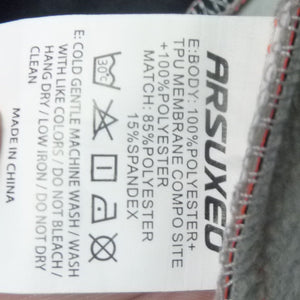 ARSUXEO
E:BODY: 100%POLYESTER+
TPU MEMBRANE COMPO SITE
+100%POLYESTER
MATCH: 85%POLYESTER
15%SPANDEX
30°C
E: COLD GENTLE MACHINE WASH / WASH
WITH LIKE COLORS / DO NOT BLEACH /
HANG DRY / LOW IRON / DO NOT DRY
CLEAN
MADE IN CHINA